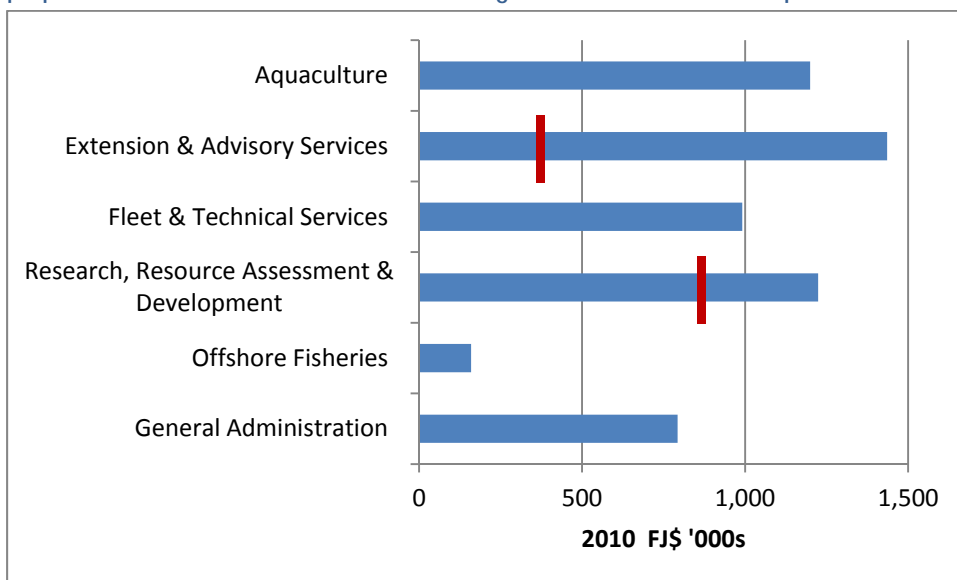 Aquaculture
Extension & Advisory Services
Fleet & Technical Services
Research, Resource Assessment &
Development
Offshore Fisheries
General Administration
0 500 1,000 1,500
2010 FJ$ '000s